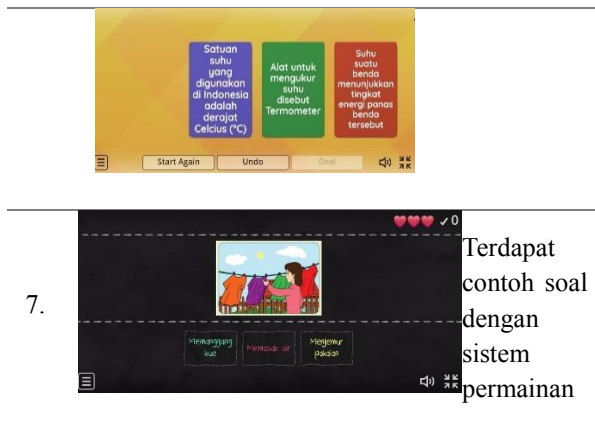 Satuan
suhu
yang
digunakan
di Indonesia
adalah
derajat
Celcius (°C)
Alat untuk
mengukur
suhu
disebut
Termometer
Suhu
suatu
benda
menunjukkan
tingkat
energi panas
benda
tersebut
Start Again
Undo
Deal
7.
0
Memanggang
kue
Memasak air
Menjemur
pakaian
Terdapat
contoh soal
dengan
sistem
permainan